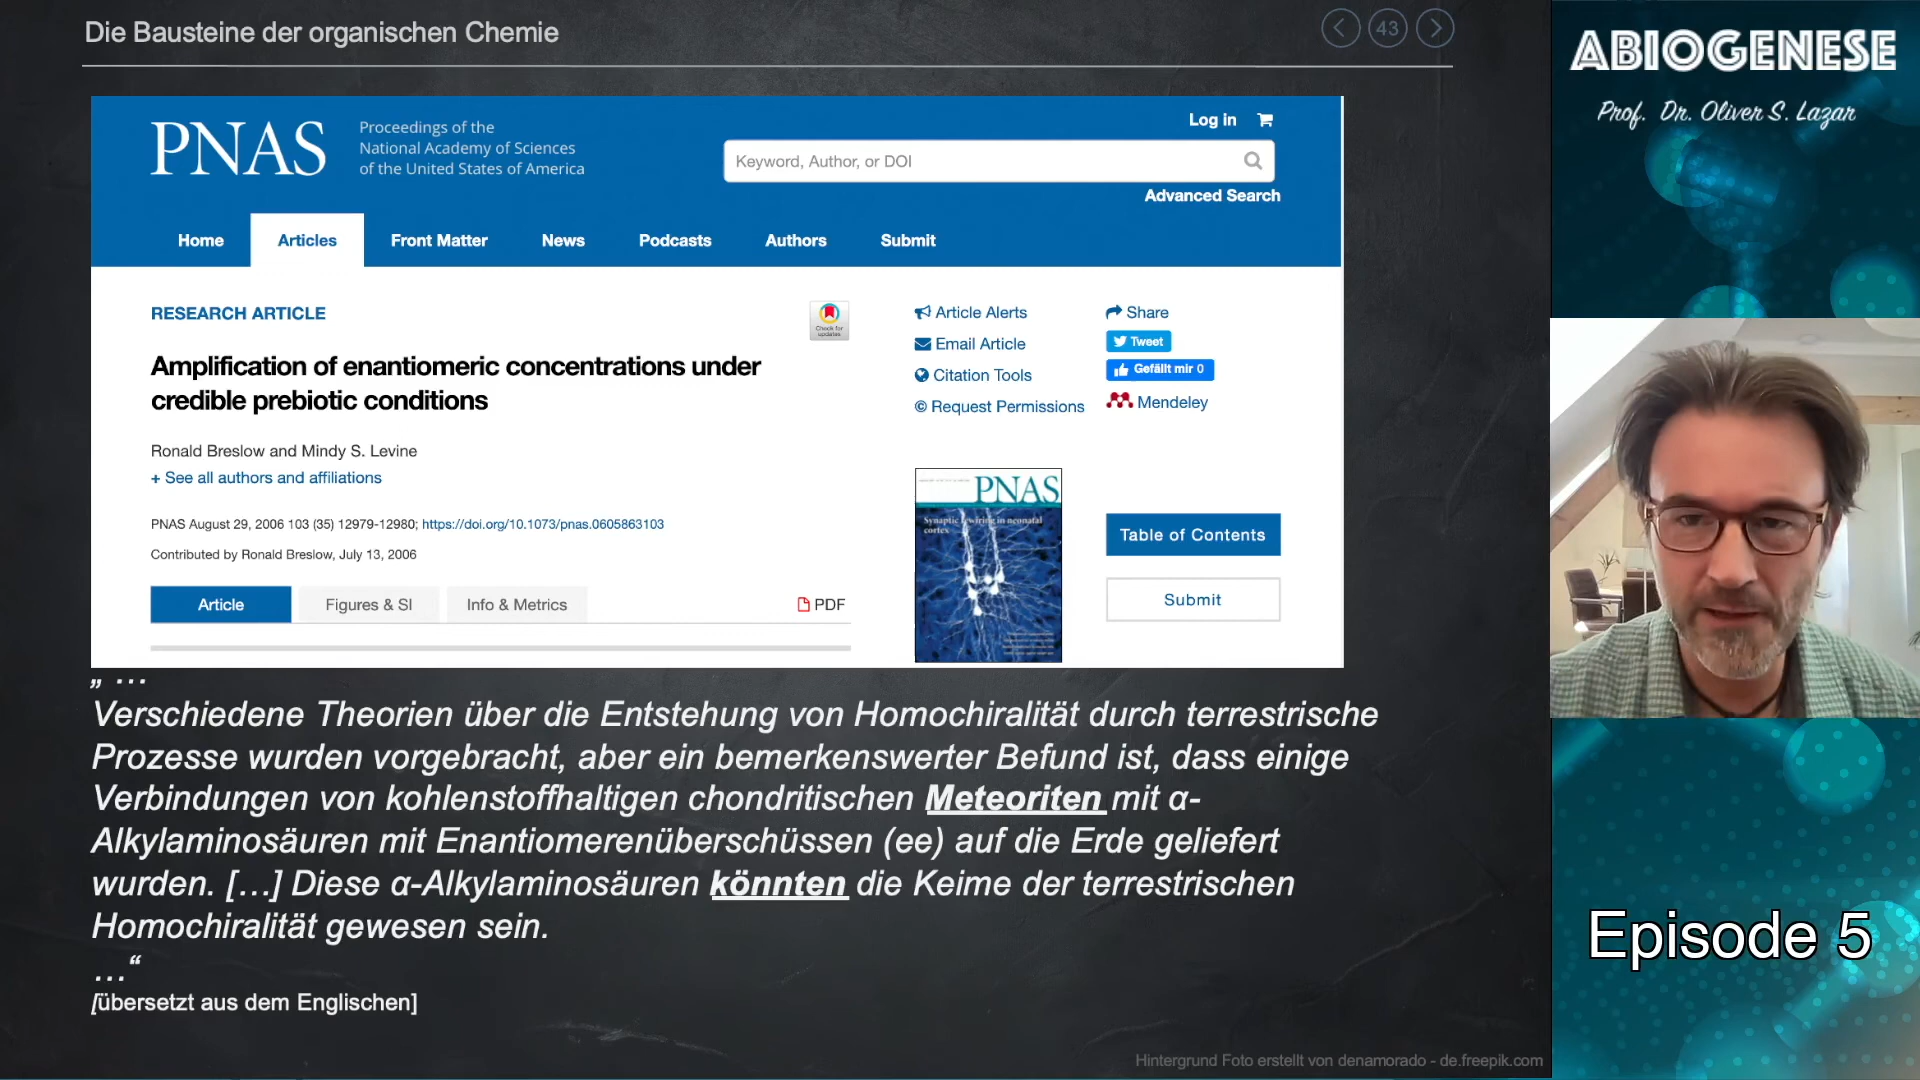 Die Bausteine der organischen Chemie
43
ABIOGENESE
Prof. Dr. Oliver S. Lazar
PNAS
Proceedings of the
National Academy of Sciences
of the United States of America
Log in
Keyword, Author, or DOI
Advanced Search
Home Articles Front Matter News Podcasts Authors Submit
RESEARCH ARTICLE
Check for
updates
Amplification of enantiomeric concentrations under
credible prebiotic conditions
Ronald Breslow and Mindy S. Levine
+ See all authors and affiliations
PNAS August 29, 2006 103 (35) 12979-12980; https://doi.org/10.1073/pnas.0605863103
Contributed by Ronald Breslow, July 13, 2006
Article Figures & SI Info & Metrics PDF
Article Alerts
Email Article
Citation Tools
© Request Permissions
Share
Tweet
Gefällt mir 0
Mendeley
PNAS
Synaptic rewiring in neonatal
cortex
Table of Contents
Submit
„ …
Verschiedene Theorien über die Entstehung von Homochiralität durch terrestrische
Prozesse wurden vorgebracht, aber ein bemerkenswerter Befund ist, dass einige
Verbindungen von kohlenstoffhaltigen chondritischen Meteoriten mit α-
Alkylaminosäuren mit Enantiomerenüberschüssen (ee) auf die Erde geliefert
wurden. […] Diese α-Alkylaminosäuren könnten die Keime der terrestrischen
Homochiralität gewesen sein.
…“
[übersetzt aus dem Englischen]
Episode 5
Hintergrund Foto erstellt von denamorado - de.freepik.com